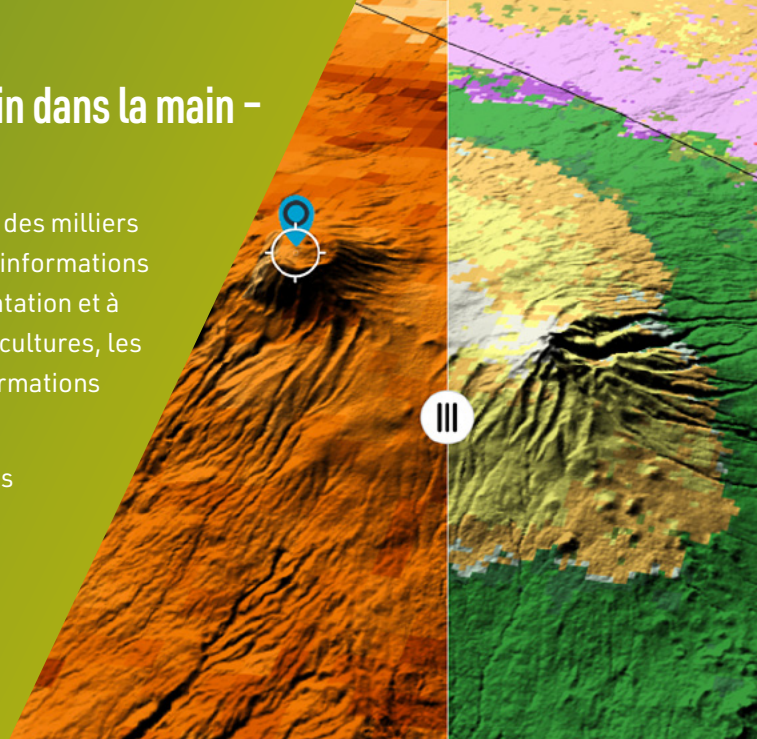 in dans la main –
des milliers
informations
tation et à
cultures, les
rmations
s